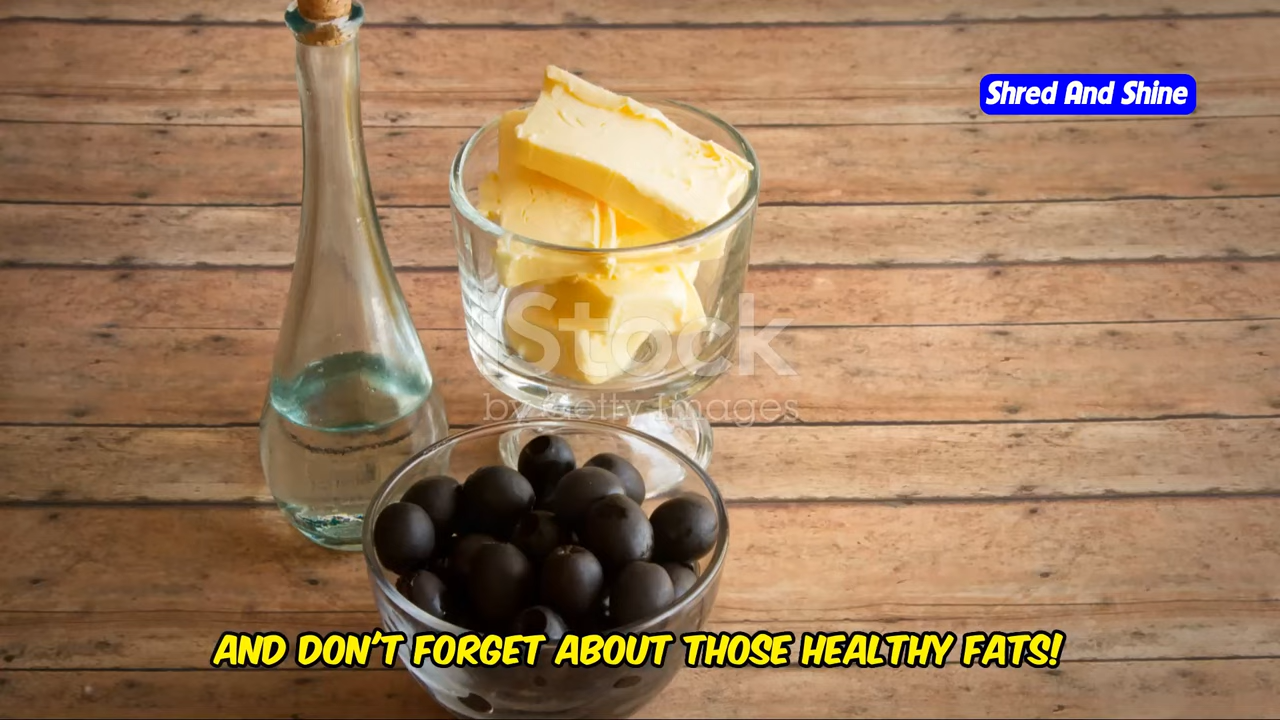 Shred And Shine
iStock
by Getty Images
AND DON'T FORGET ABOUT THOSE HEALTHY FATS!